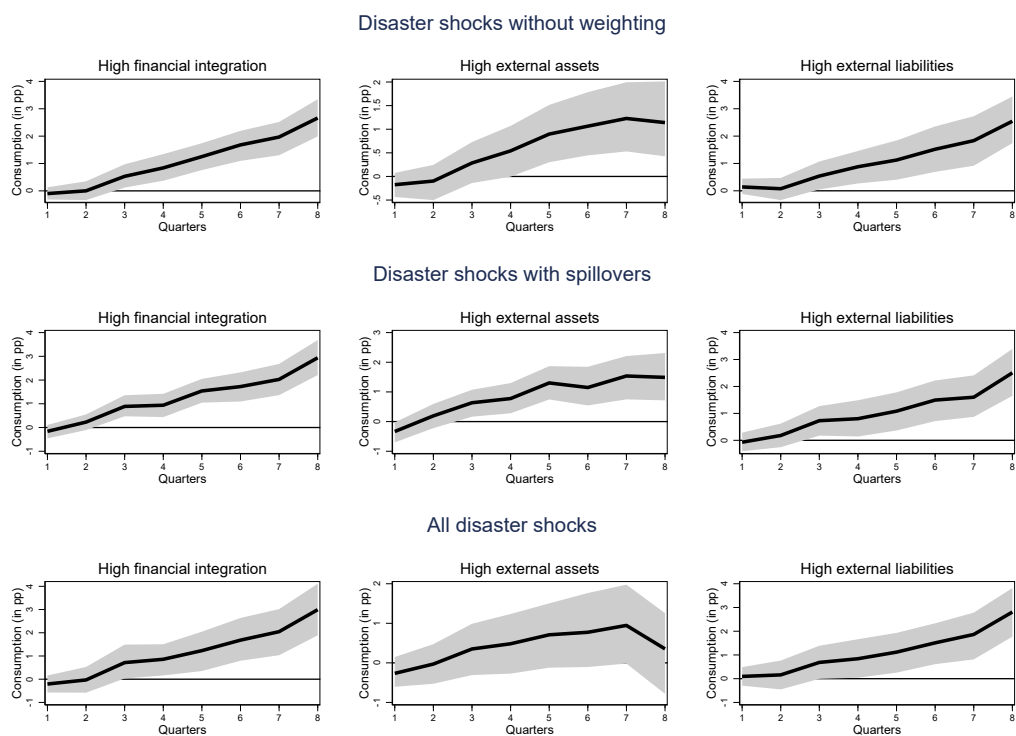 Disaster shocks without weighting
High financial integration
High external assets
High external liabilities
Consumption (in pp)
4
3
2
1
0
1 2 3 4 5 6 7 8
Quarters
Consumption (in pp)
2
1.5
1
.5
0
-.5
1 2 3 4 5 6 7 8
Quarters
Consumption (in pp)
4
3
2
1
0
1 2 3 4 5 6 7 8
Quarters
Disaster shocks with spillovers
High financial integration
High external assets
High external liabilities
Consumption (in pp)
4
3
2
1
0
-1
1 2 3 4 5 6 7 8
Quarters
Consumption (in pp)
3
2
1
0
-1
1 2 3 4 5 6 7 8
Quarters
Consumption (in pp)
4
3
2
1
0
1 2 3 4 5 6 7 8
Quarters
All disaster shocks
High financial integration
High external assets
High external liabilities
Consumption (in pp)
4
3
2
1
0
-1
1 2 3 4 5 6 7 8
Quarters
Consumption (in pp)
2
1
0
-1
1 2 3 4 5 6 7 8
Quarters
Consumption (in pp)
4
3
2
1
0
-1
1 2 3 4 5 6 7 8
Quarters